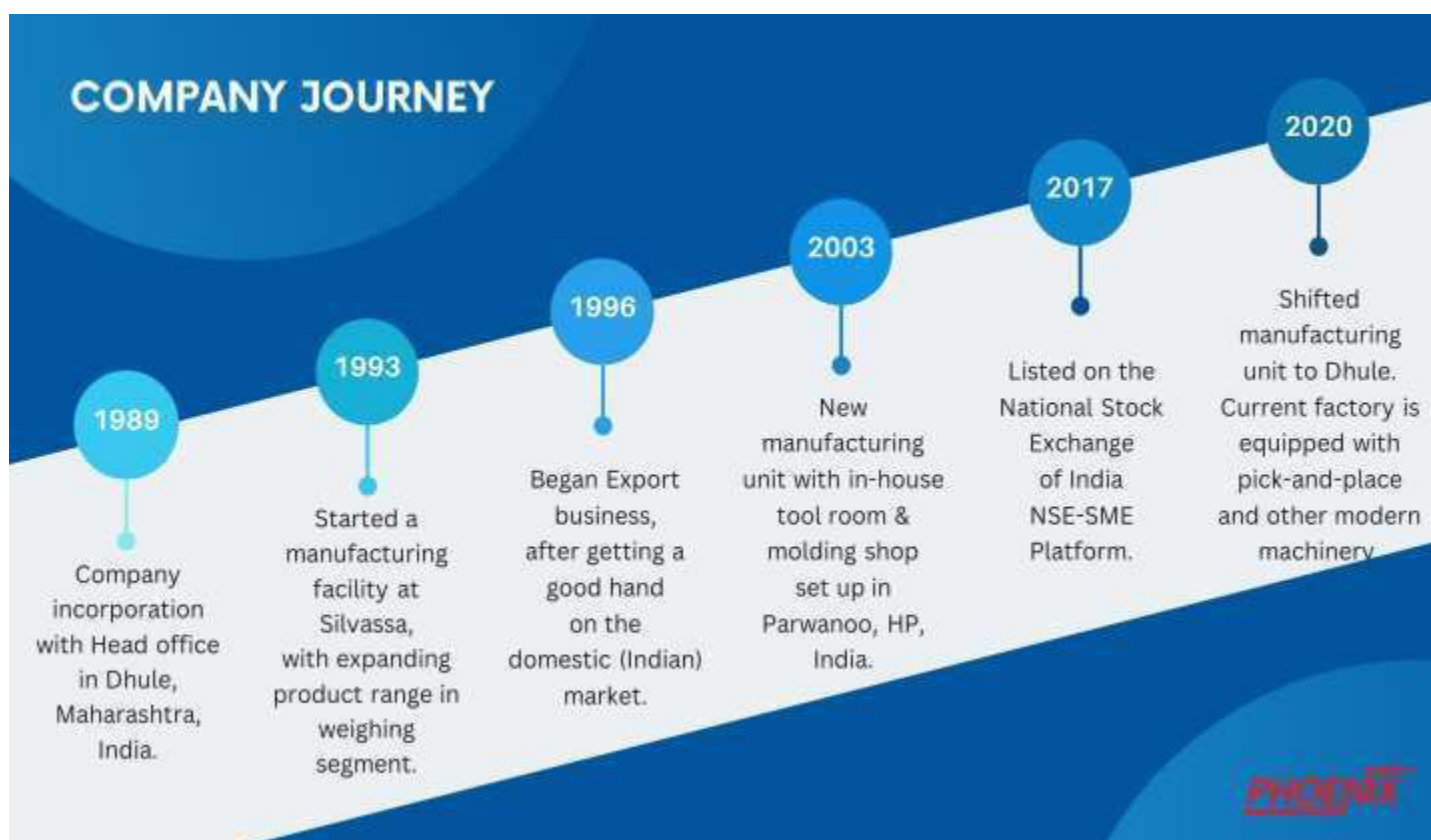 COMPANY JOURNEY
1989
Company
incorporation
with Head office
in Dhule,
Maharashtra,
India.
1993
Started a
manufacturing
facility at
Silvassa,
with expanding
product range in
weighing
segment.
1996
Began Export
business,
after getting a
good hand
on the
domestic (Indian)
market.
2003
New
manufacturing
unit with in-house
tool room &
molding shop
set up in
Parwanoo, HP,
India.
2017
Listed on the
National Stock
Exchange
of India
NSE-SME
Platform.
2020
Shifted
manufacturing
unit to Dhule.
Current factory is
equipped with
pick-and-place
and other modern
machinery
PHOENIX